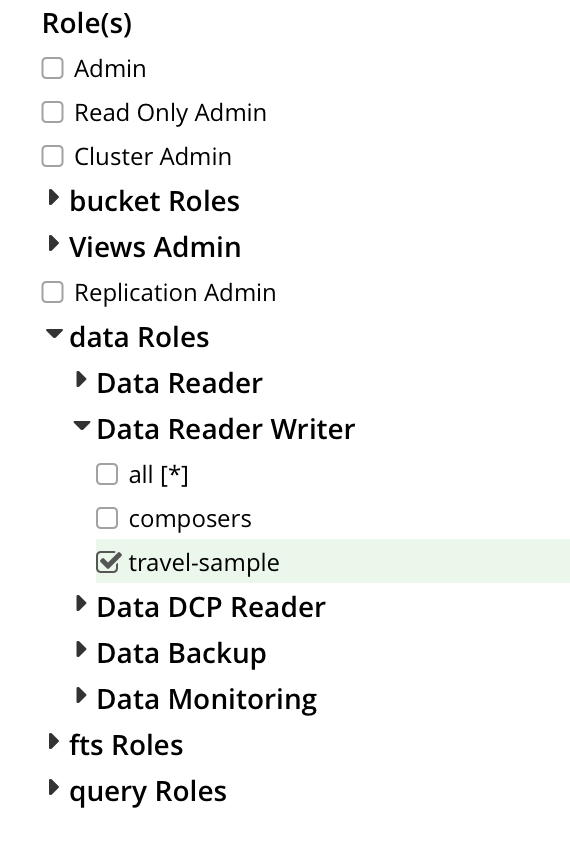 Role(s)
Admin
Read Only Admin
Cluster Admin
bucket Roles
Views Admin
Replication Admin
data Roles
Data Reader
Data Reader Writer
all [*]
composers
travel-sample
Data DCP Reader
Data Backup
Data Monitoring
fts Roles
query Roles